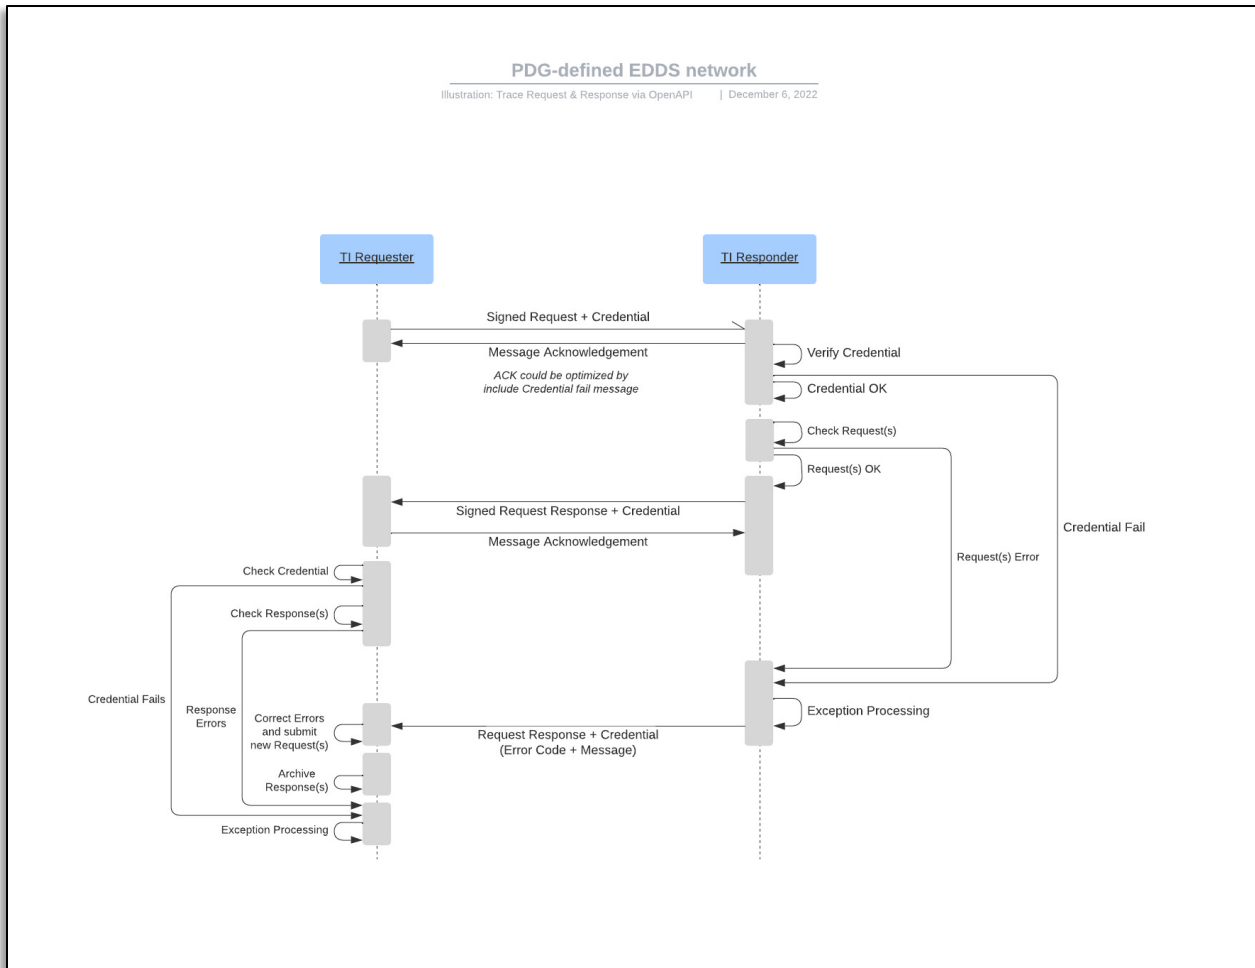 PDG-defined EDDS network
Illustration: Trace Request & Response via OpenAPI | December 6, 2022
TI Requester
TI Responder
Signed Request + Credential
Message Acknowledgement
Verify Credential
ACK could be optimized by
include Credential fail message
Credential OK
Check Request(s)
Request(s) OK
Signed Request Response + Credential
Credential Fail
Message Acknowledgement
Request(s) Error
Check Credential
Check Response(s)
Credential Fails
Response
Errors
Correct Errors
and submit
new Request(s)
Exception Processing
Request Response + Credential
(Error Code + Message)
Archive
Response(s)
Exception Processing